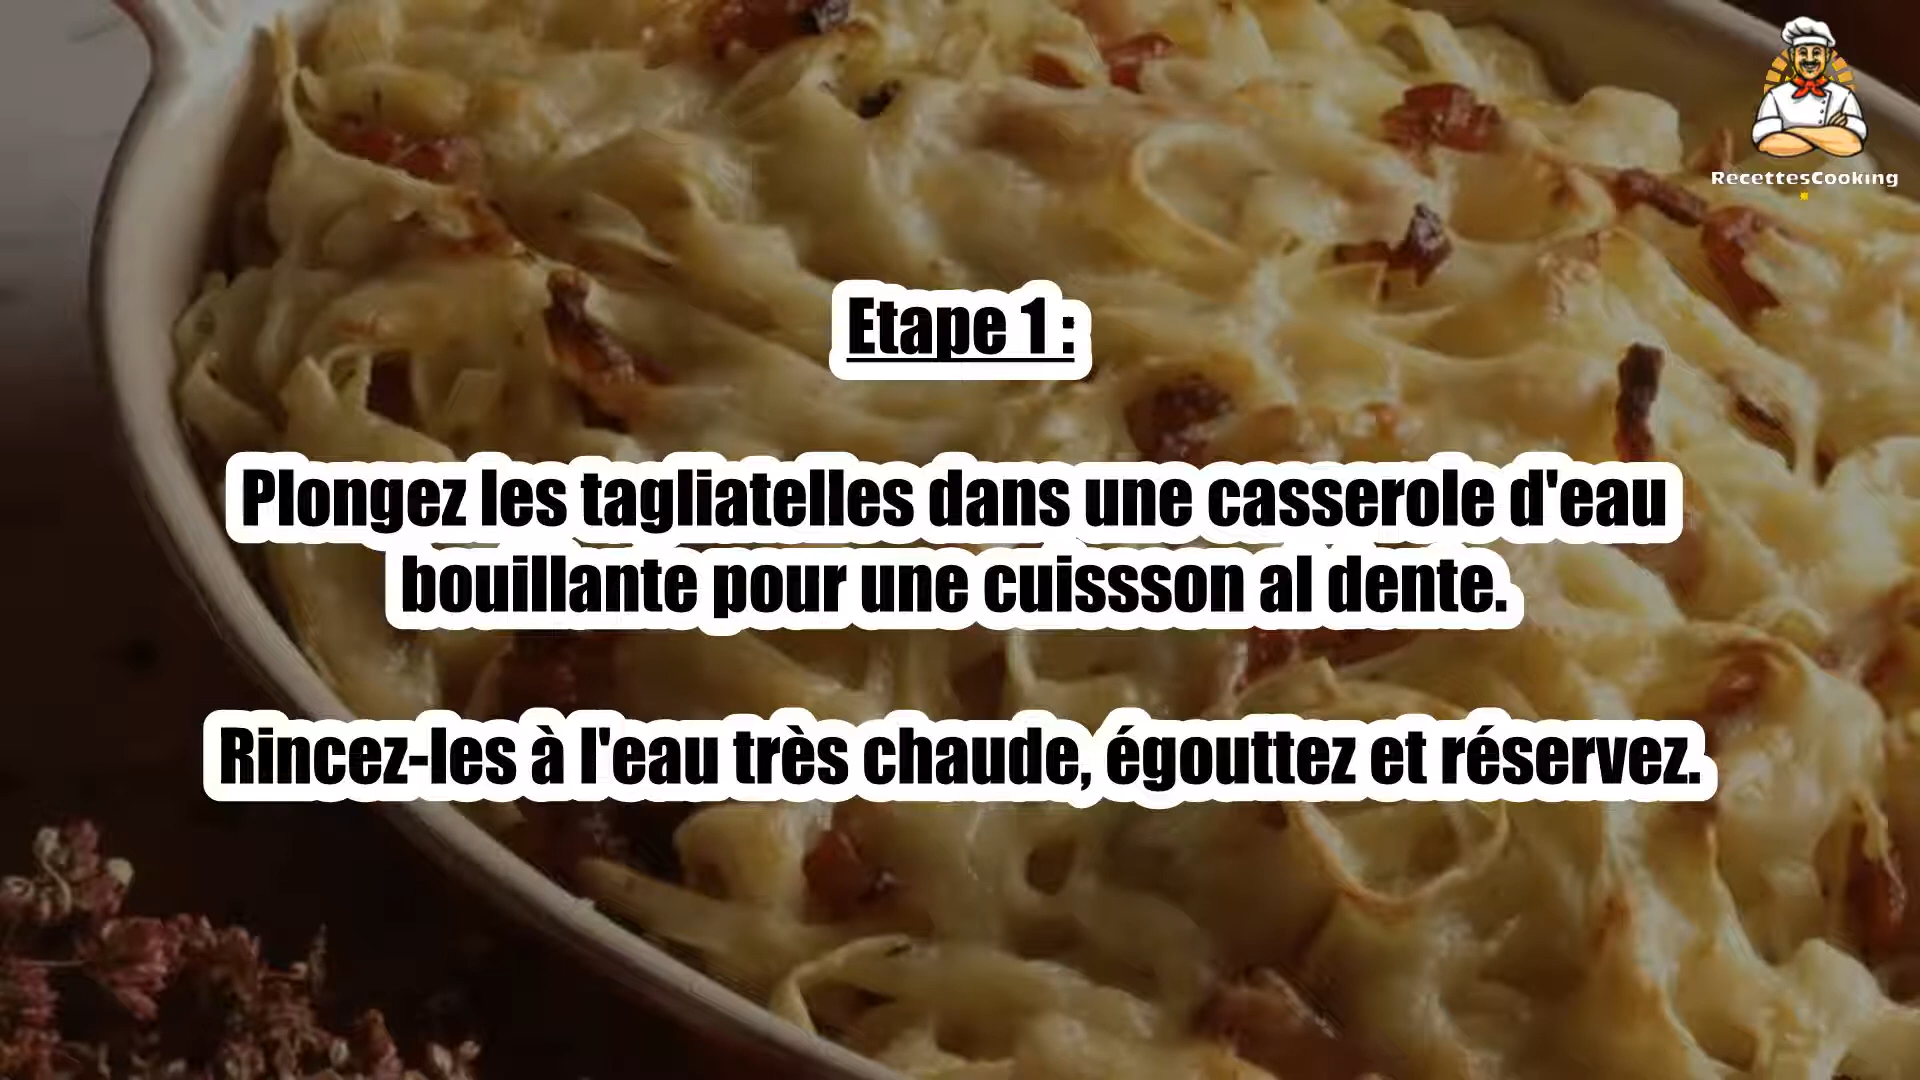 RecettesCooking
Etape 1 :
Plongez les tagliatelles dans une casserole d'eau
bouillante pour une cuissson al dente.
Rincez-les à l'eau très chaude, égouttez et réservez.